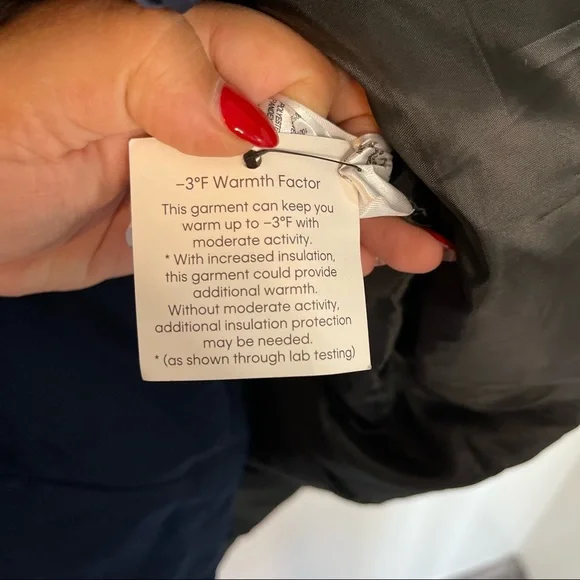 –3°F Warmth Factor
This garment can keep you
warm up to –3°F with
moderate activity.
* With increased insulation,
this garment could provide
additional warmth.
Without moderate activity,
additional insulation protection
may be needed.
* (as shown through lab testing)